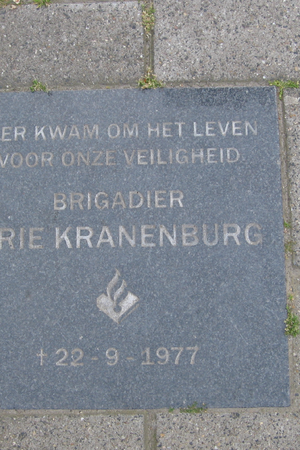 ER KWAM OM HET LEVEN
VOOR ONZE VEILIGHEID
BRIGADIER
RIE KRANENBURG
† 22 - 9 - 1977